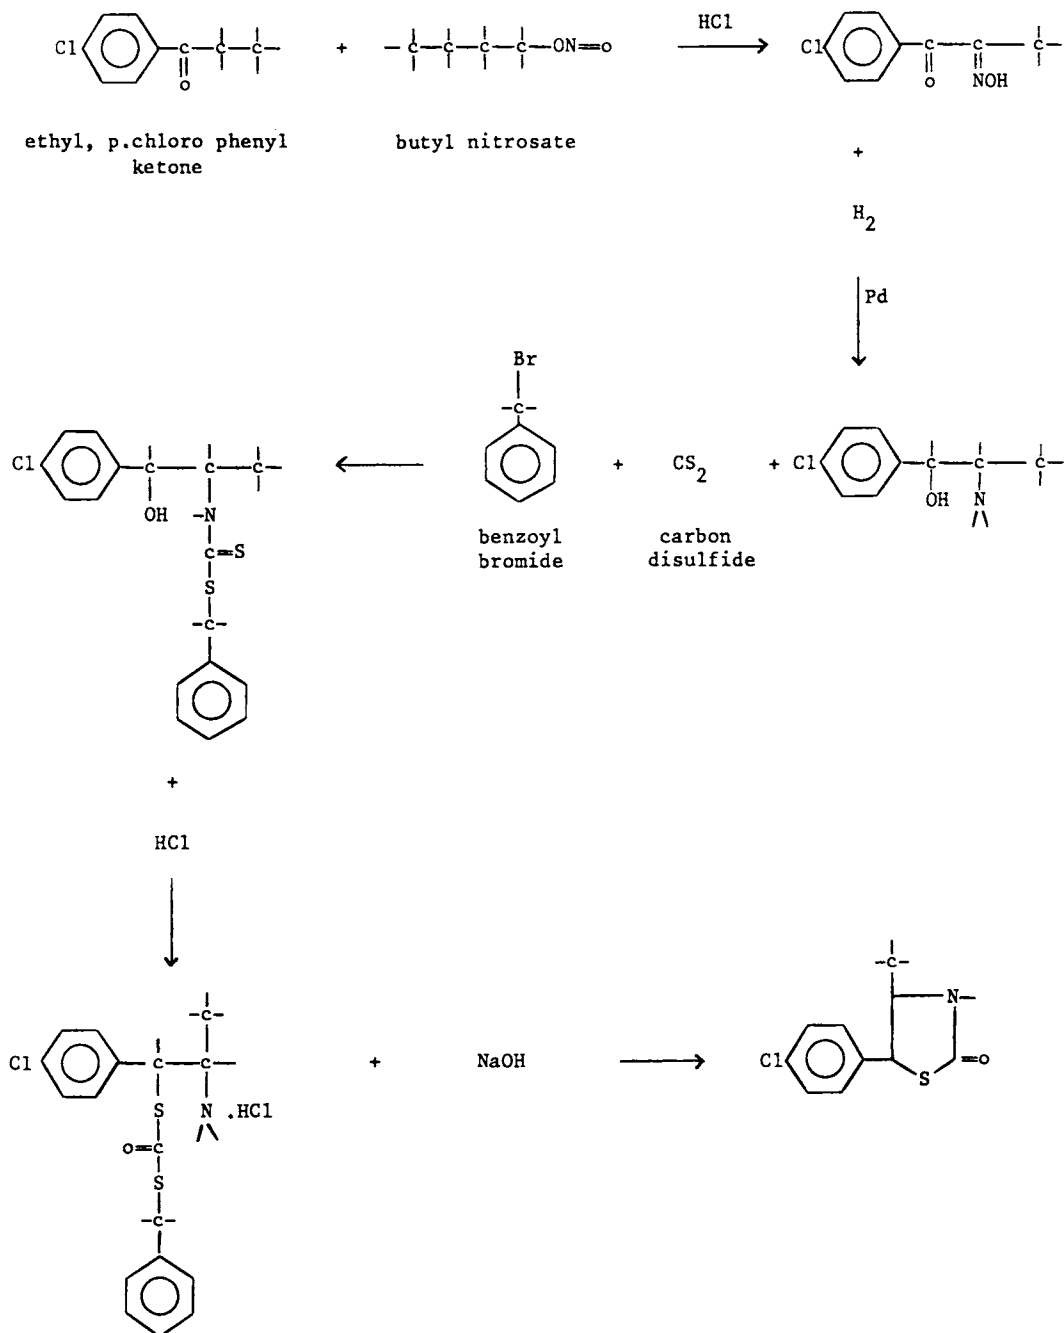 Cl C C C + C C C C ON=O HCl Cl C C C
O NOH
ethyl, p.chloro phenyl
ketone
butyl nitrosate
+
H2
Pd
Br
C
Cl C C C
OH N
C=S
S
C
benzoyl
bromide
+ CS2
carbon
disulfide
+ Cl C C C
OH N
+
HCl
C
Cl C C
S N .HCl
O=C
S
C
+ NaOH
C
N
Cl
S C=O